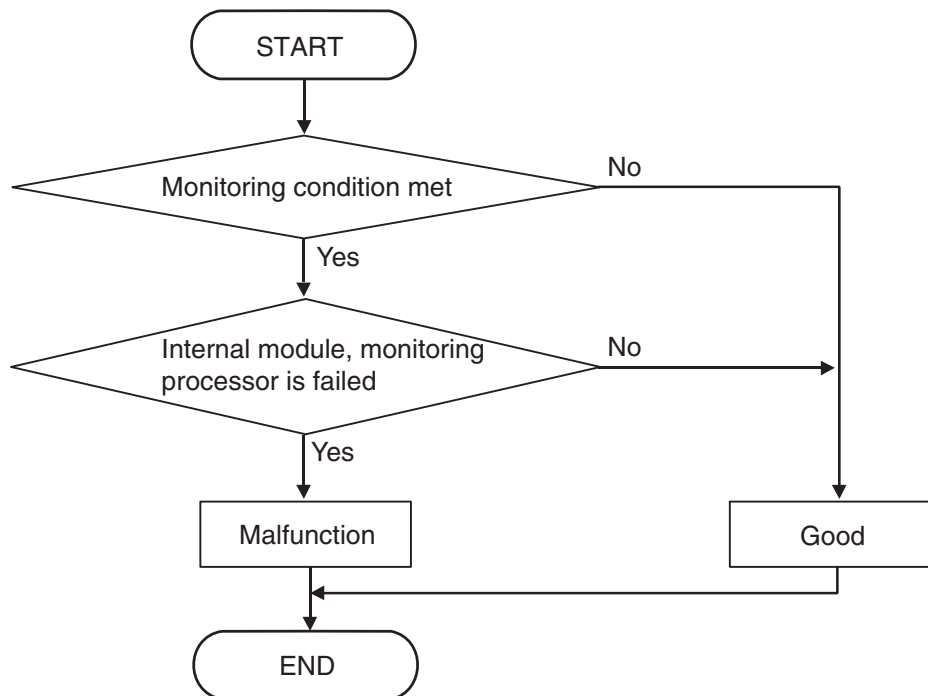 START
Monitoring condition met
No
Yes
Internal module, monitoring
processor is failed
No
Yes
Malfunction
Good
END